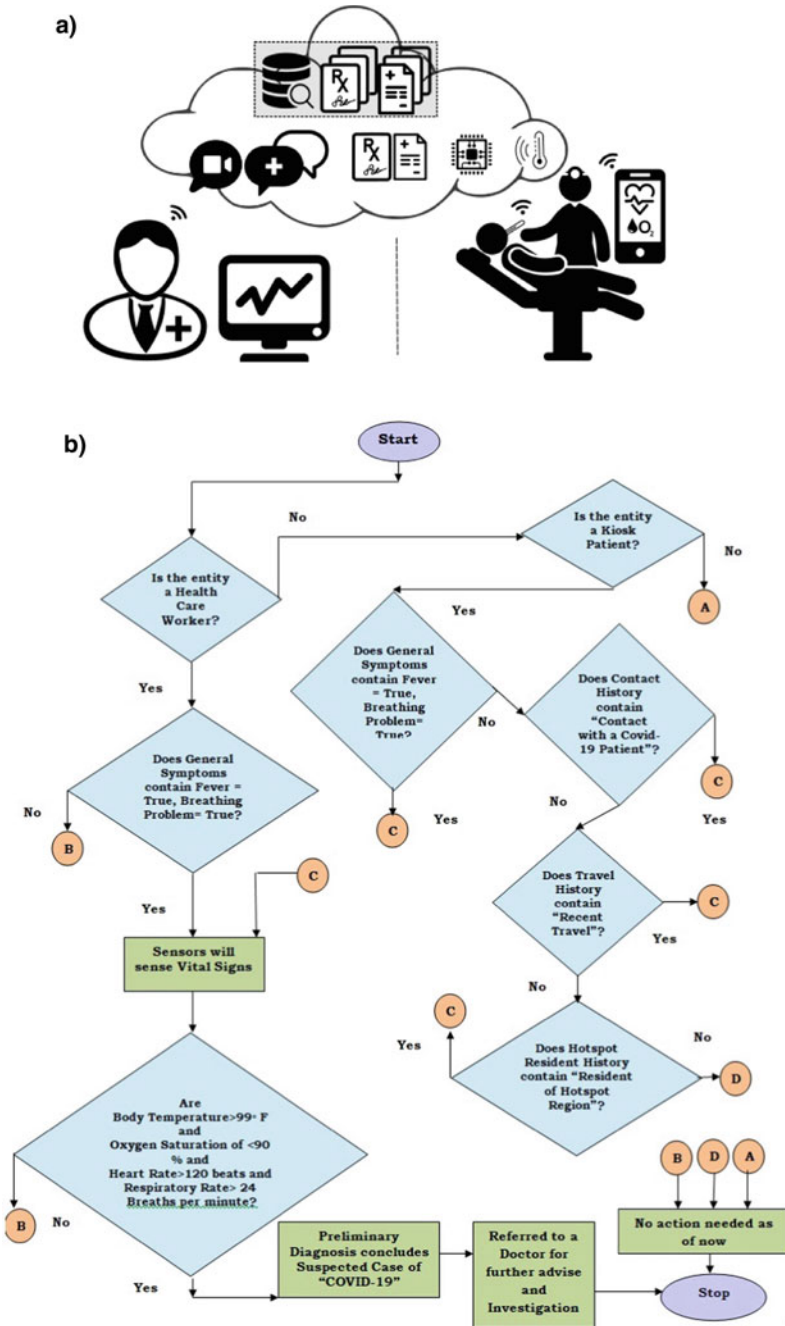 a)
Rx
Rx
O2
b)
Start
No
Is the entity
a Kiosk
Patient?
No
Is the entity
a Health
Care
Worker?
A
Yes
Does General
Symptoms
contain Fever
= True,
Breathing
Problem=
True?
Does Contact
History
contain
“Contact
with a Covid-
19 Patient”?
Yes
No
C
Yes
Does General
Symptoms
contain Fever =
True, Breathing
Problem= True?
No
B
C
Yes
No
Does Travel
History
contain
“Recent
Travel”?
C
Yes
C
Yes
Sensors will
sense Vital Signs
No
C
Yes
Does Hotspot
Resident History
contain “Resident
of Hotspot
Region”?
No
D
Are
Body Temperature>99◦ F
and
Oxygen Saturation of <90
% and
Heart Rate>120 beats and
Respiratory Rate> 24
Breaths per minute?
B
No
B
D
A
No action needed as
of now
Yes
Preliminary
Diagnosis concludes
Suspected Case of
“COVID-19”
Referred to a
Doctor for
further advise
and
Investigation
Stop